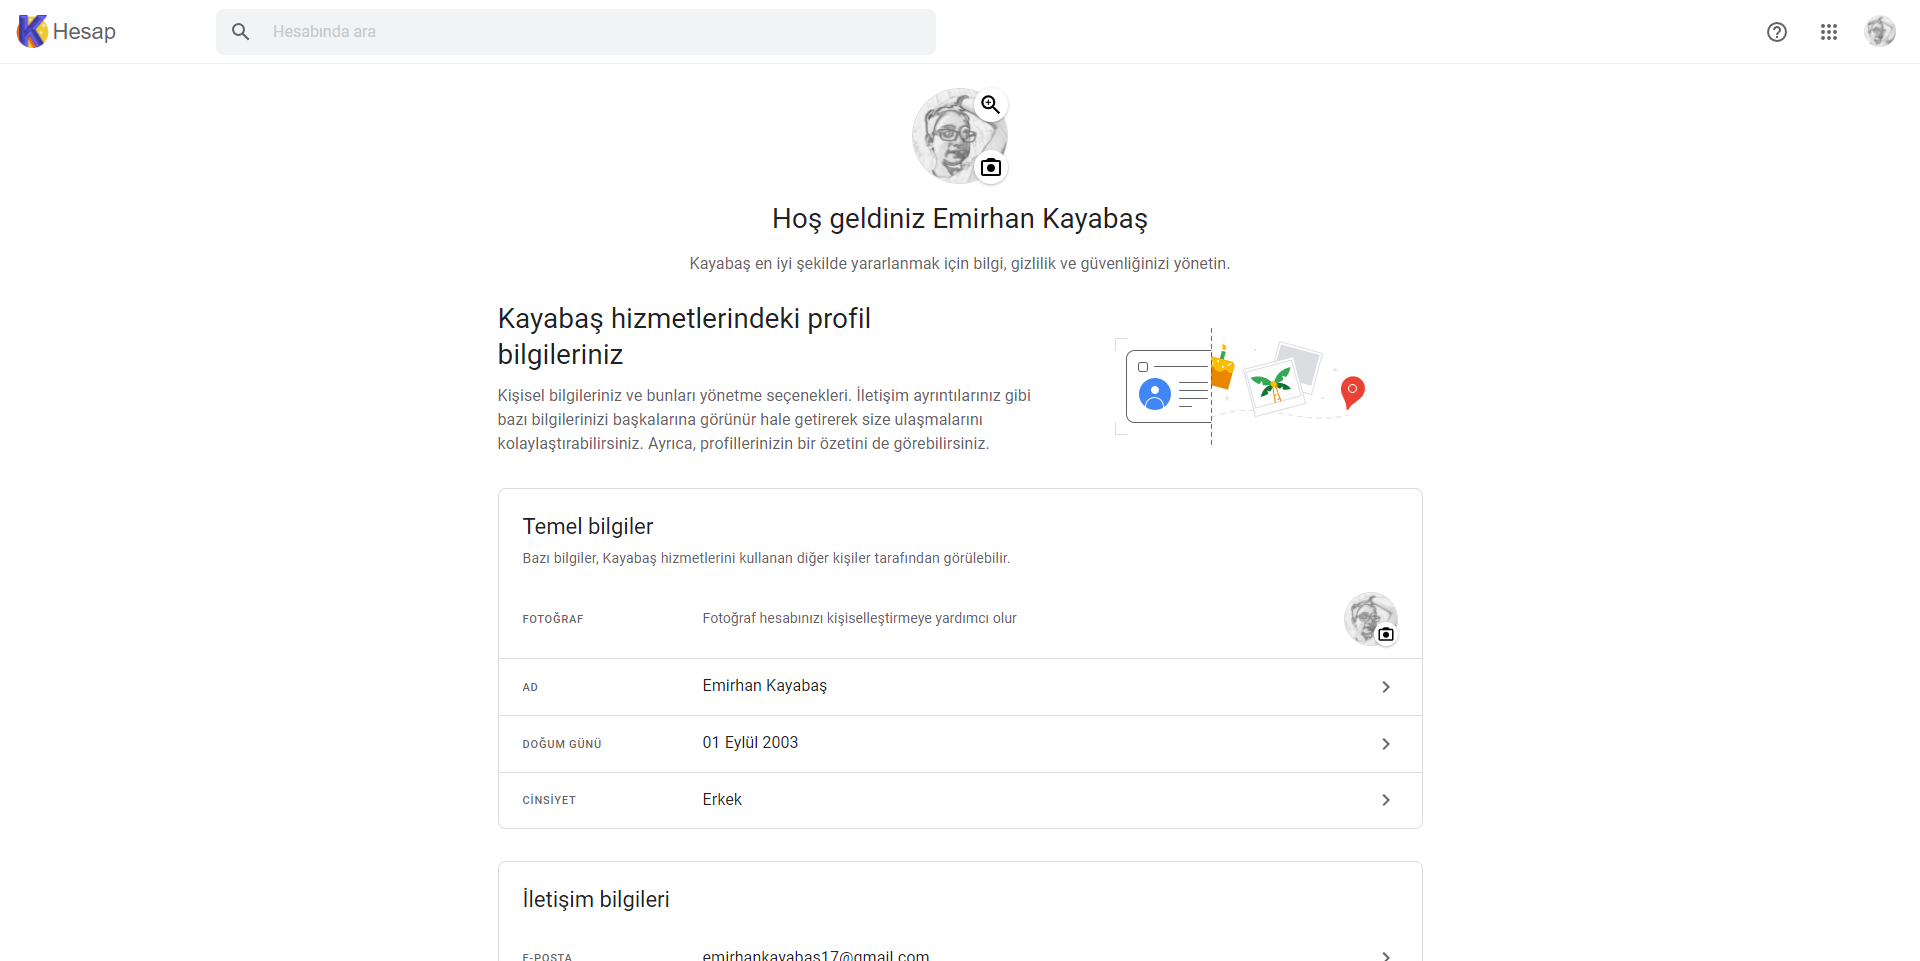 Hesap
Hesabında ara
Hoş geldiniz Emirhan Kayabaş
Kayabaş en iyi şekilde yararlanmak için bilgi, gizlilik ve güvenliğinizi yönetin.
Kayabaş hizmetlerindeki profil
bilgileriniz
Kişisel bilgileriniz ve bunları yönetme seçenekleri. İletişim ayrıntılarınız gibi
bazı bilgilerinizi başkalarına görünür hale getirerek size ulaşmalarını
kolaylaştırabilirsiniz. Ayrıca, profillerinizin bir özetini de görebilirsiniz.
Temel bilgiler
Bazı bilgiler, Kayabaş hizmetlerini kullanan diğer kişiler tarafından görülebilir.
FOTOĞRAF Fotoğraf hesabınızı kişiselleştirmeye yardımcı olur
AD Emirhan Kayabaş
DOĞUM GÜNÜ 01 Eylül 2003
CİNSİYET Erkek
İletişim bilgileri
E-POSTA emirhankayabas17@gmail.com